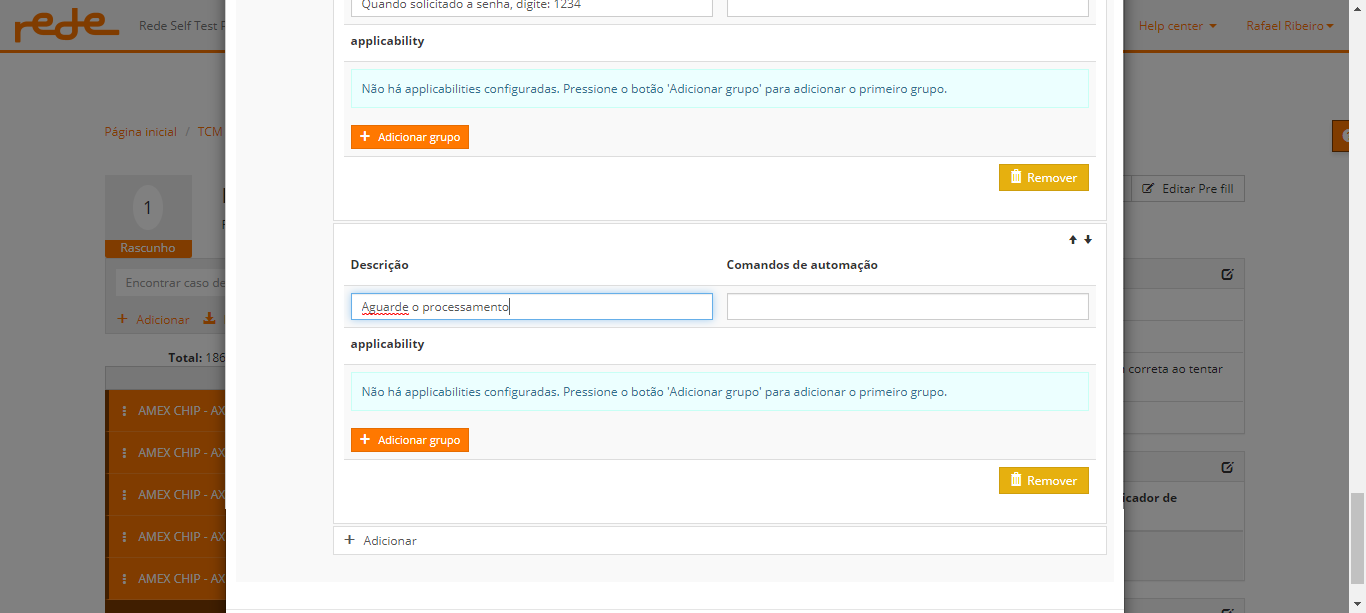 rede
Rede Self Test P
Help center
Rafael Ribeiro
Quando solicitado a senha, digite: 1234
applicability
Não há applicabilities configuradas. Pressione o botão 'Adicionar grupo' para adicionar o primeiro grupo.
+ Adicionar grupo
Remover
Página inicial / TCM
1
Rascunho
Editar Pre fill
Encontrar caso de
+ Adicionar
Total: 186
AMEX CHIP - AX
AMEX CHIP - AX
AMEX CHIP - AX
AMEX CHIP - AX
AMEX CHIP - AX
Descrição
Comandos de automação
Aguarde o processamento
applicability
Não há applicabilities configuradas. Pressione o botão 'Adicionar grupo' para adicionar o primeiro grupo.
+ Adicionar grupo
Remover
+ Adicionar
correta ao tentar
icador de